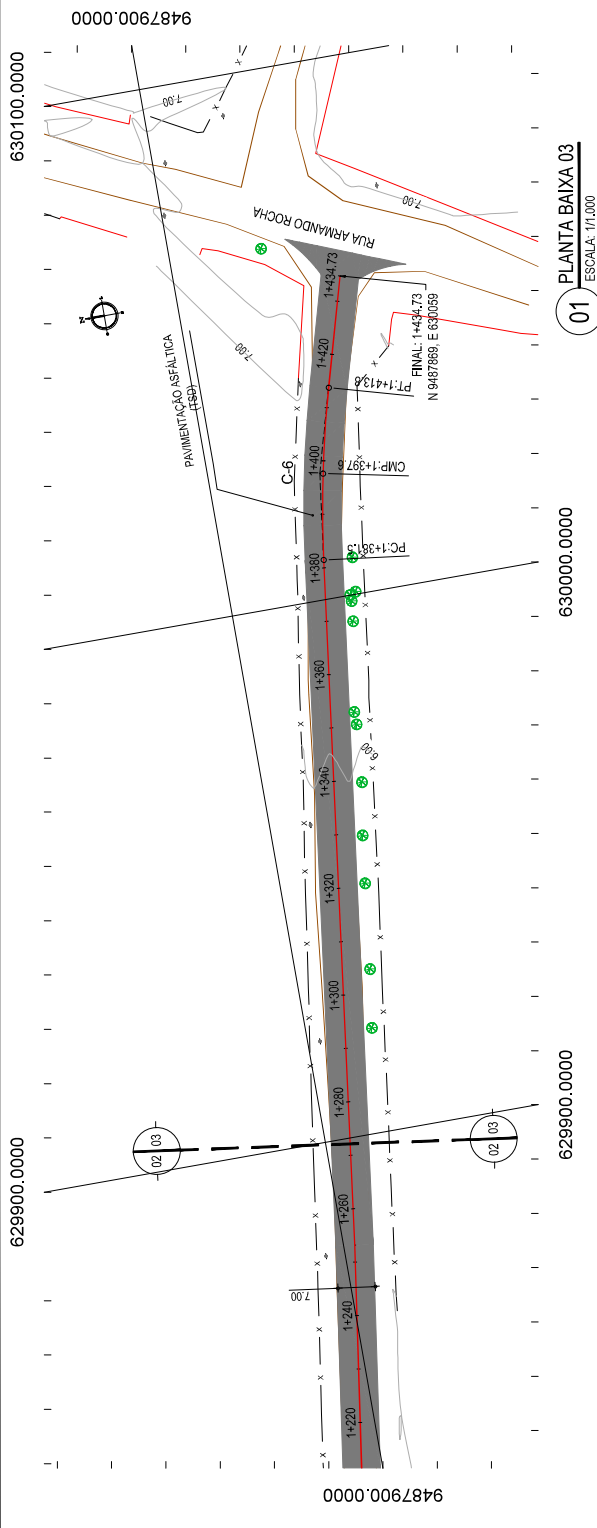 9487900.0000
630100.0000
7.00
RUA ARMANDO ROCHA
7.00
N
7.00
PAVIMENTAÇÃO ASFÁLTICA
(TSD)
C-6
1+434.73
FINAL: 1+434.73
N 9487869, E 630059
PT:1+413.8
1+420
1+400
CMP:1+397.6
PC:1+381.5
1+380
630000.0000
1+360
1+340
6.00
1+320
1+300
1+280
02 03
02 03
629900.0000
629900.0000
1+260
7.00
1+240
1+220
9487900.0000
01
PLANTA BAIXA 03
ESCALA: 1/1.000